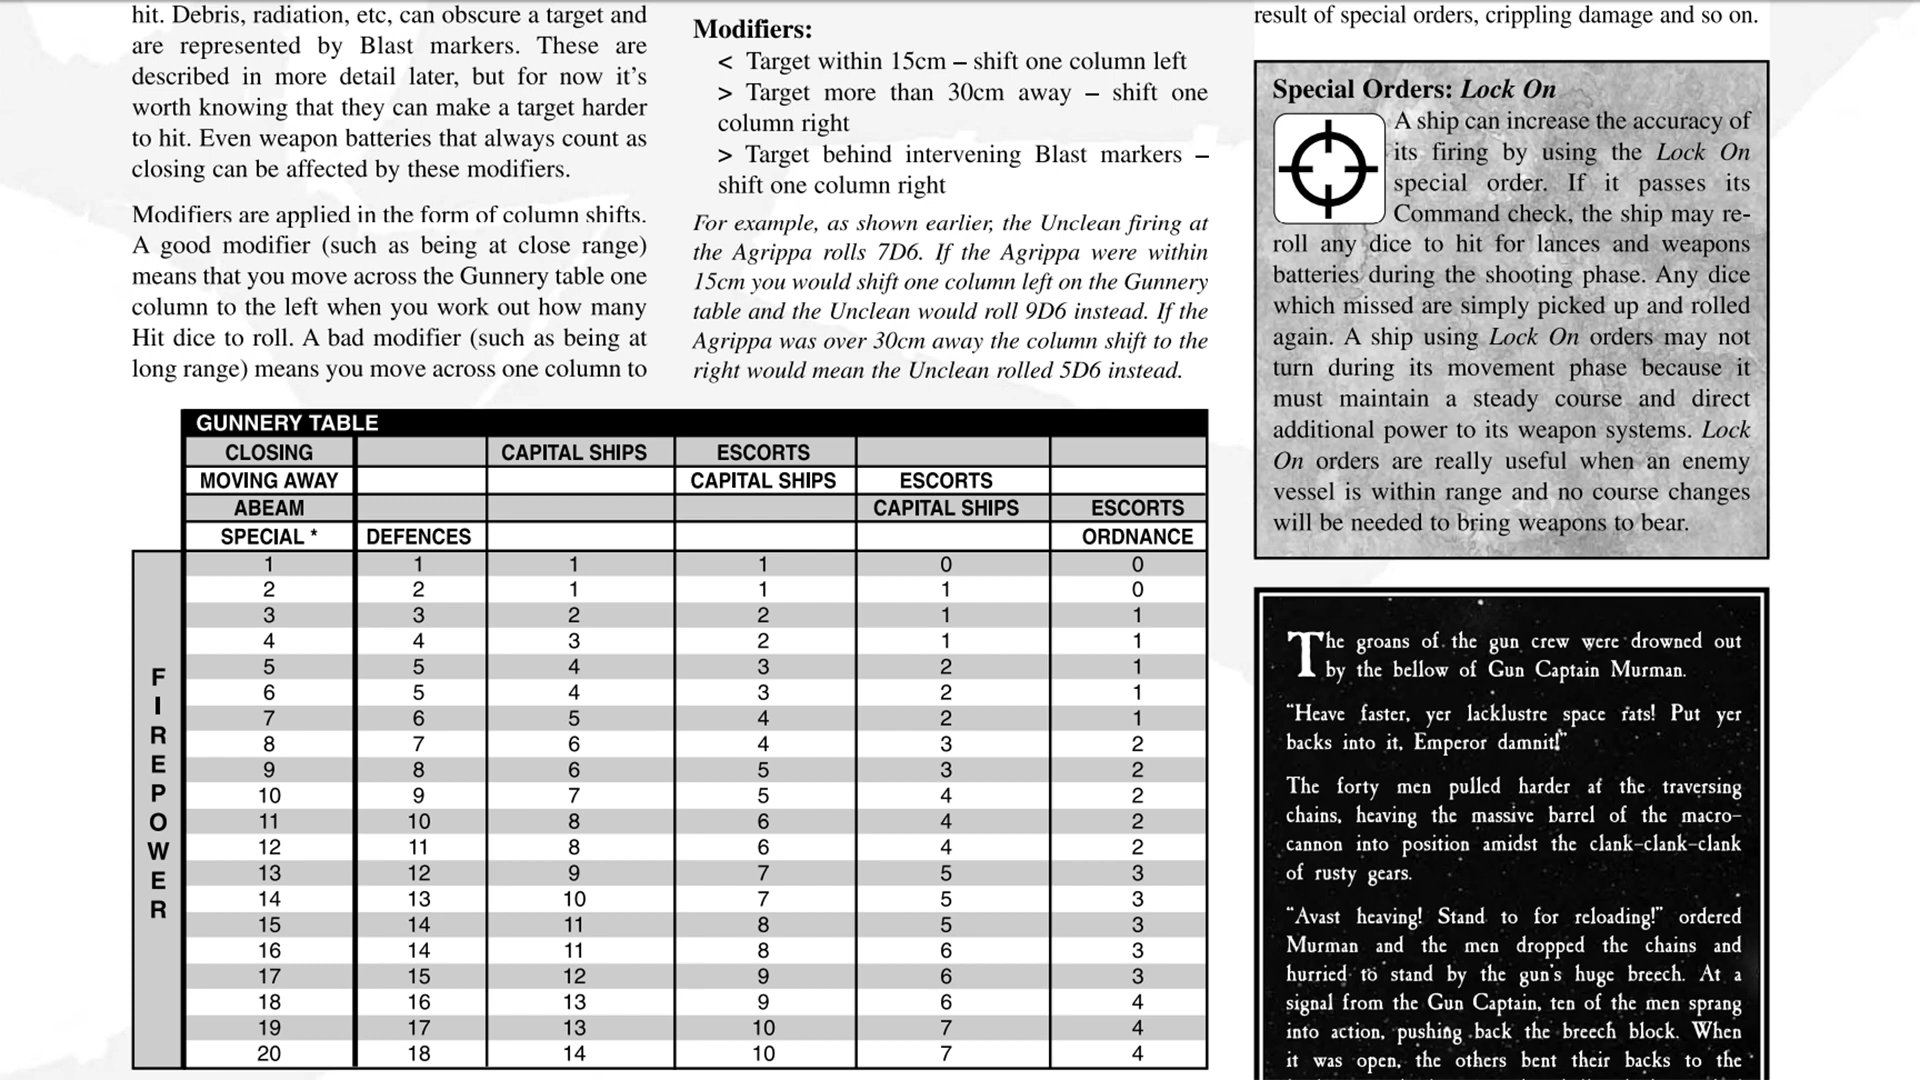 hit. Debris, radiation, etc, can obscure a target and
are represented by Blast markers. These are
described in more detail later, but for now it's
worth knowing that they can make a target harder
to hit. Even weapon batteries that always count as
closing can be affected by these modifiers.
Modifiers are applied in the form of column shifts.
A good modifier (such as being at close range)
means that you move across the Gunnery table one
column to the left when you work out how many
Hit dice to roll. A bad modifier (such as being at
long range) means you move across one column to
Modifiers:
< Target within 15cm – shift one column left
> Target more than 30cm away – shift one
column right
> Target behind intervening Blast markers –
shift one column right
For example, as shown earlier, the Unclean firing at
the Agrippa rolls 7D6. If the Agrippa were within
15cm you would shift one column left on the Gunnery
table and the Unclean would roll 9D6 instead. If the
Agrippa was over 30cm away the column shift to the
right would mean the Unclean rolled 5D6 instead.
GUNNERY TABLE
CLOSING CAPITAL SHIPS ESCORTS
MOVING AWAY CAPITAL SHIPS ESCORTS
ABEAM CAPITAL SHIPS ESCORTS
SPECIAL * DEFENCES ORDNANCE
FIREPOWER
1 1 1 1 0 0
2 2 1 1 1 0
3 3 2 2 1 1
4 4 3 2 1 1
5 5 4 3 2 1
6 5 4 3 2 1
7 6 5 4 2 1
8 7 6 4 3 2
9 8 6 5 3 2
10 9 7 5 4 2
11 10 8 6 4 2
12 11 8 6 4 2
13 12 9 7 5 3
14 13 10 7 5 3
15 14 11 8 5 3
16 14 11 8 6 3
17 15 12 9 6 3
18 16 13 9 6 4
19 17 13 10 7 4
20 18 14 10 7 4
result of special orders, crippling damage and so on.
Special Orders: Lock On
A ship can increase the accuracy of
its firing by using the Lock On
special order. If it passes its
Command check, the ship may re-
roll any dice to hit for lances and weapons
batteries during the shooting phase. Any dice
which missed are simply picked up and rolled
again. A ship using Lock On orders may not
turn during its movement phase because it
must maintain a steady course and direct
additional power to its weapon systems. Lock
On orders are really useful when an enemy
vessel is within range and no course changes
will be needed to bring weapons to bear.
The groans of the gun crew were drowned out
by the bellow of Gun Captain Murman.
“Heave faster, yer lacklustre space rats! Put yer
backs into it, Emperor damnit!”
The forty men pulled harder at the traversing
chains, heaving the massive barrel of the macro-
cannon into position amidst the clank-clank-clank
of rusty gears.
“Avast heaving! Stand to for reloading!” ordered
Murman and the men dropped the chains and
hurried to stand by the gun's huge breech. At a
signal from the Gun Captain, ten of the men sprang
into action, pushing back the breech block. When
it was open, the others bent their backs to the